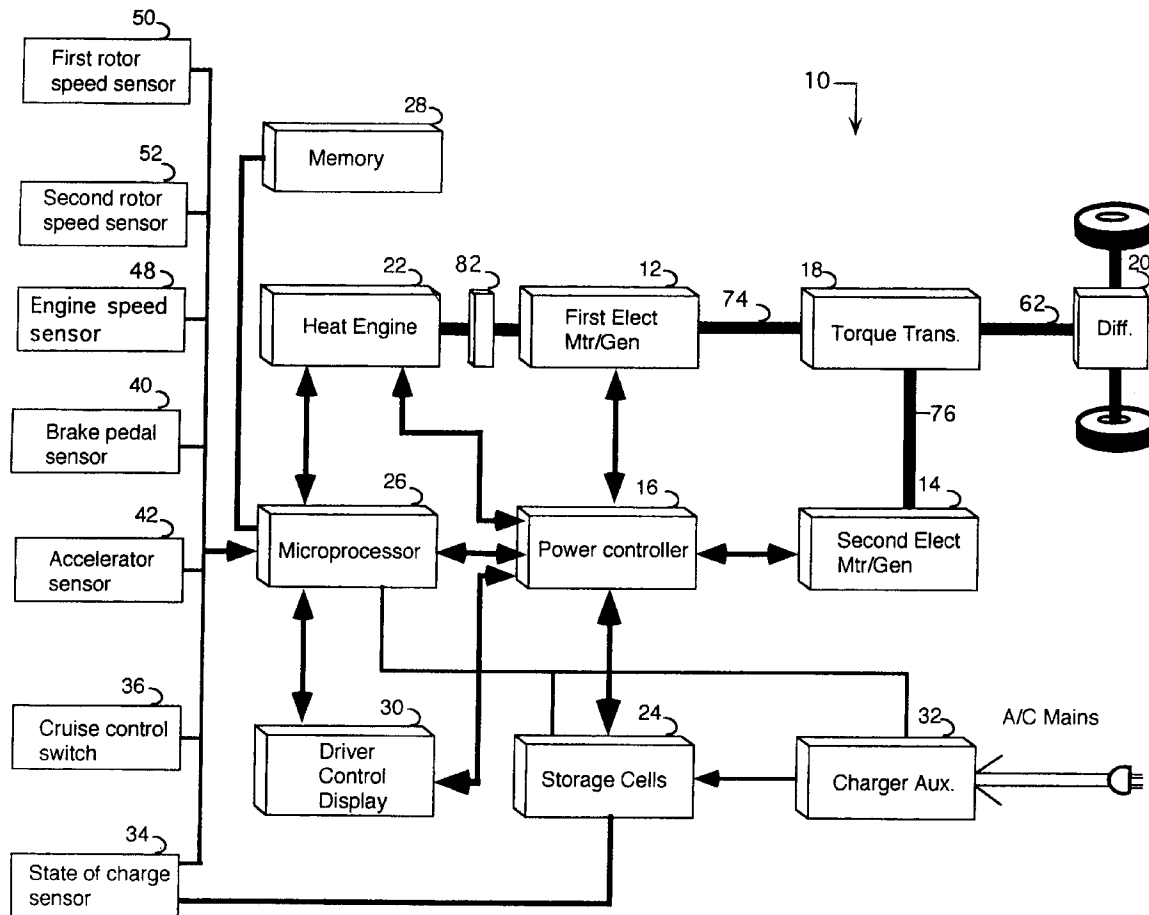 50
First rotor
speed sensor
10
28
Memory
52
Second rotor
speed sensor
48
Engine speed
sensor
22
Heat Engine
82
12
First Elect
Mtr/Gen
74
18
Torque Trans.
62
20
Diff.
76
40
Brake pedal
sensor
26
Microprocessor
16
Power controller
14
Second Elect
Mtr/Gen
42
Accelerator
sensor
36
Cruise control
switch
30
Driver
Control
Display
24
Storage Cells
32
Charger Aux.
A/C Mains
34
State of charge
sensor